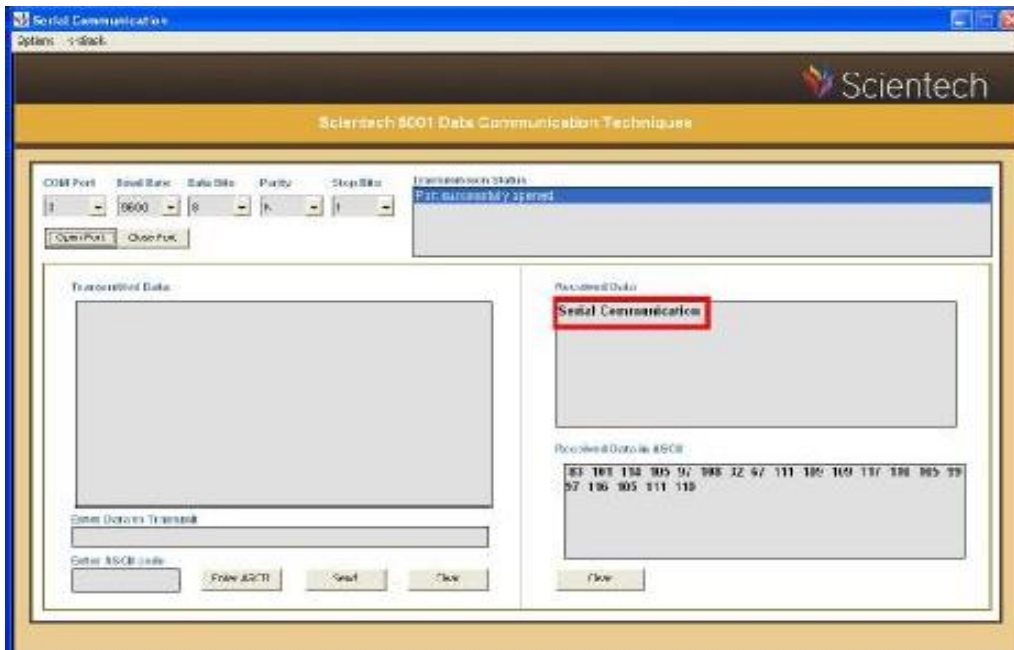 Serial Communication
Options <-Back
Scientech
Scientech 6001 Data Communication Techniques
COM Port Baud Rate Data Bits Parity Stop Bits
9600 8 1
Open Port Close Port
Transmission Status
Port successfully opened
Transmitted Data
Received Data
Serial Communication
Received Data in ASCII
83 101 114 105 97 108 32 67 111 109 109 117 110 105 99
97 116 105 111 110
Enter Data to Transmit
Enter ASCII code
Enter ASCII Send Clear Clear